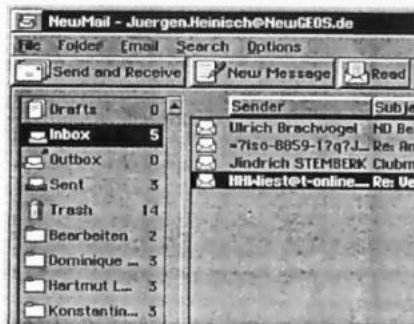 NewMail - Juergen.Heinisch@NewGEOS.de
File Folder Email Search Options
Send and Receive New Message Read
Drafts 0
Inbox 5
Outbox 0
Sent 3
Trash 14
Bearbeiten 2
Dominique ... 3
Hartmut L... 3
Konstantin... 3
Sender Subje
Ulrich Brachvogel ND Be
=?iso-8859-1?q?J... Re: An
Jindrich STEMBERK Clubm
HHWiest@t-online.... Re: Ve